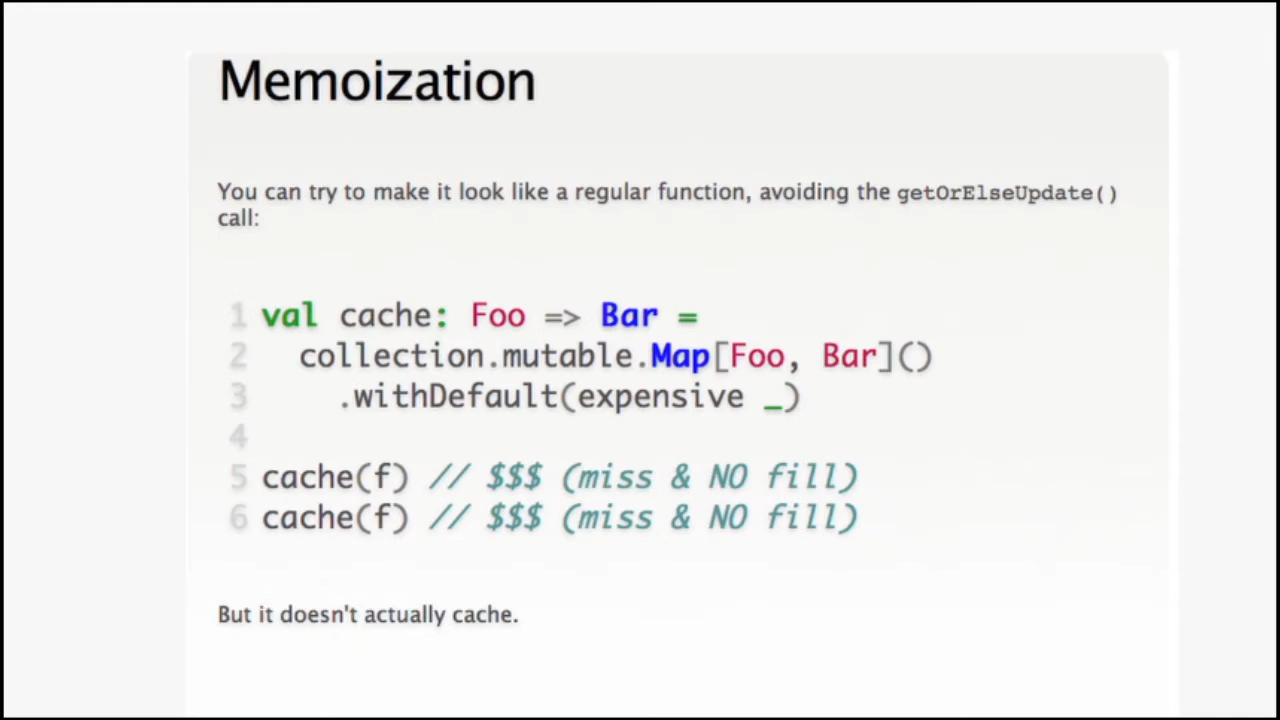 Memoization
You can try to make it look like a regular function, avoiding the getOrElseUpdate()
call:
1 val cache: Foo => Bar =
2   collection.mutable.Map[Foo, Bar]()
3     .withDefault(expensive _)
4
5 cache(f) // $$$ (miss & NO fill)
6 cache(f) // $$$ (miss & NO fill)
But it doesn't actually cache.